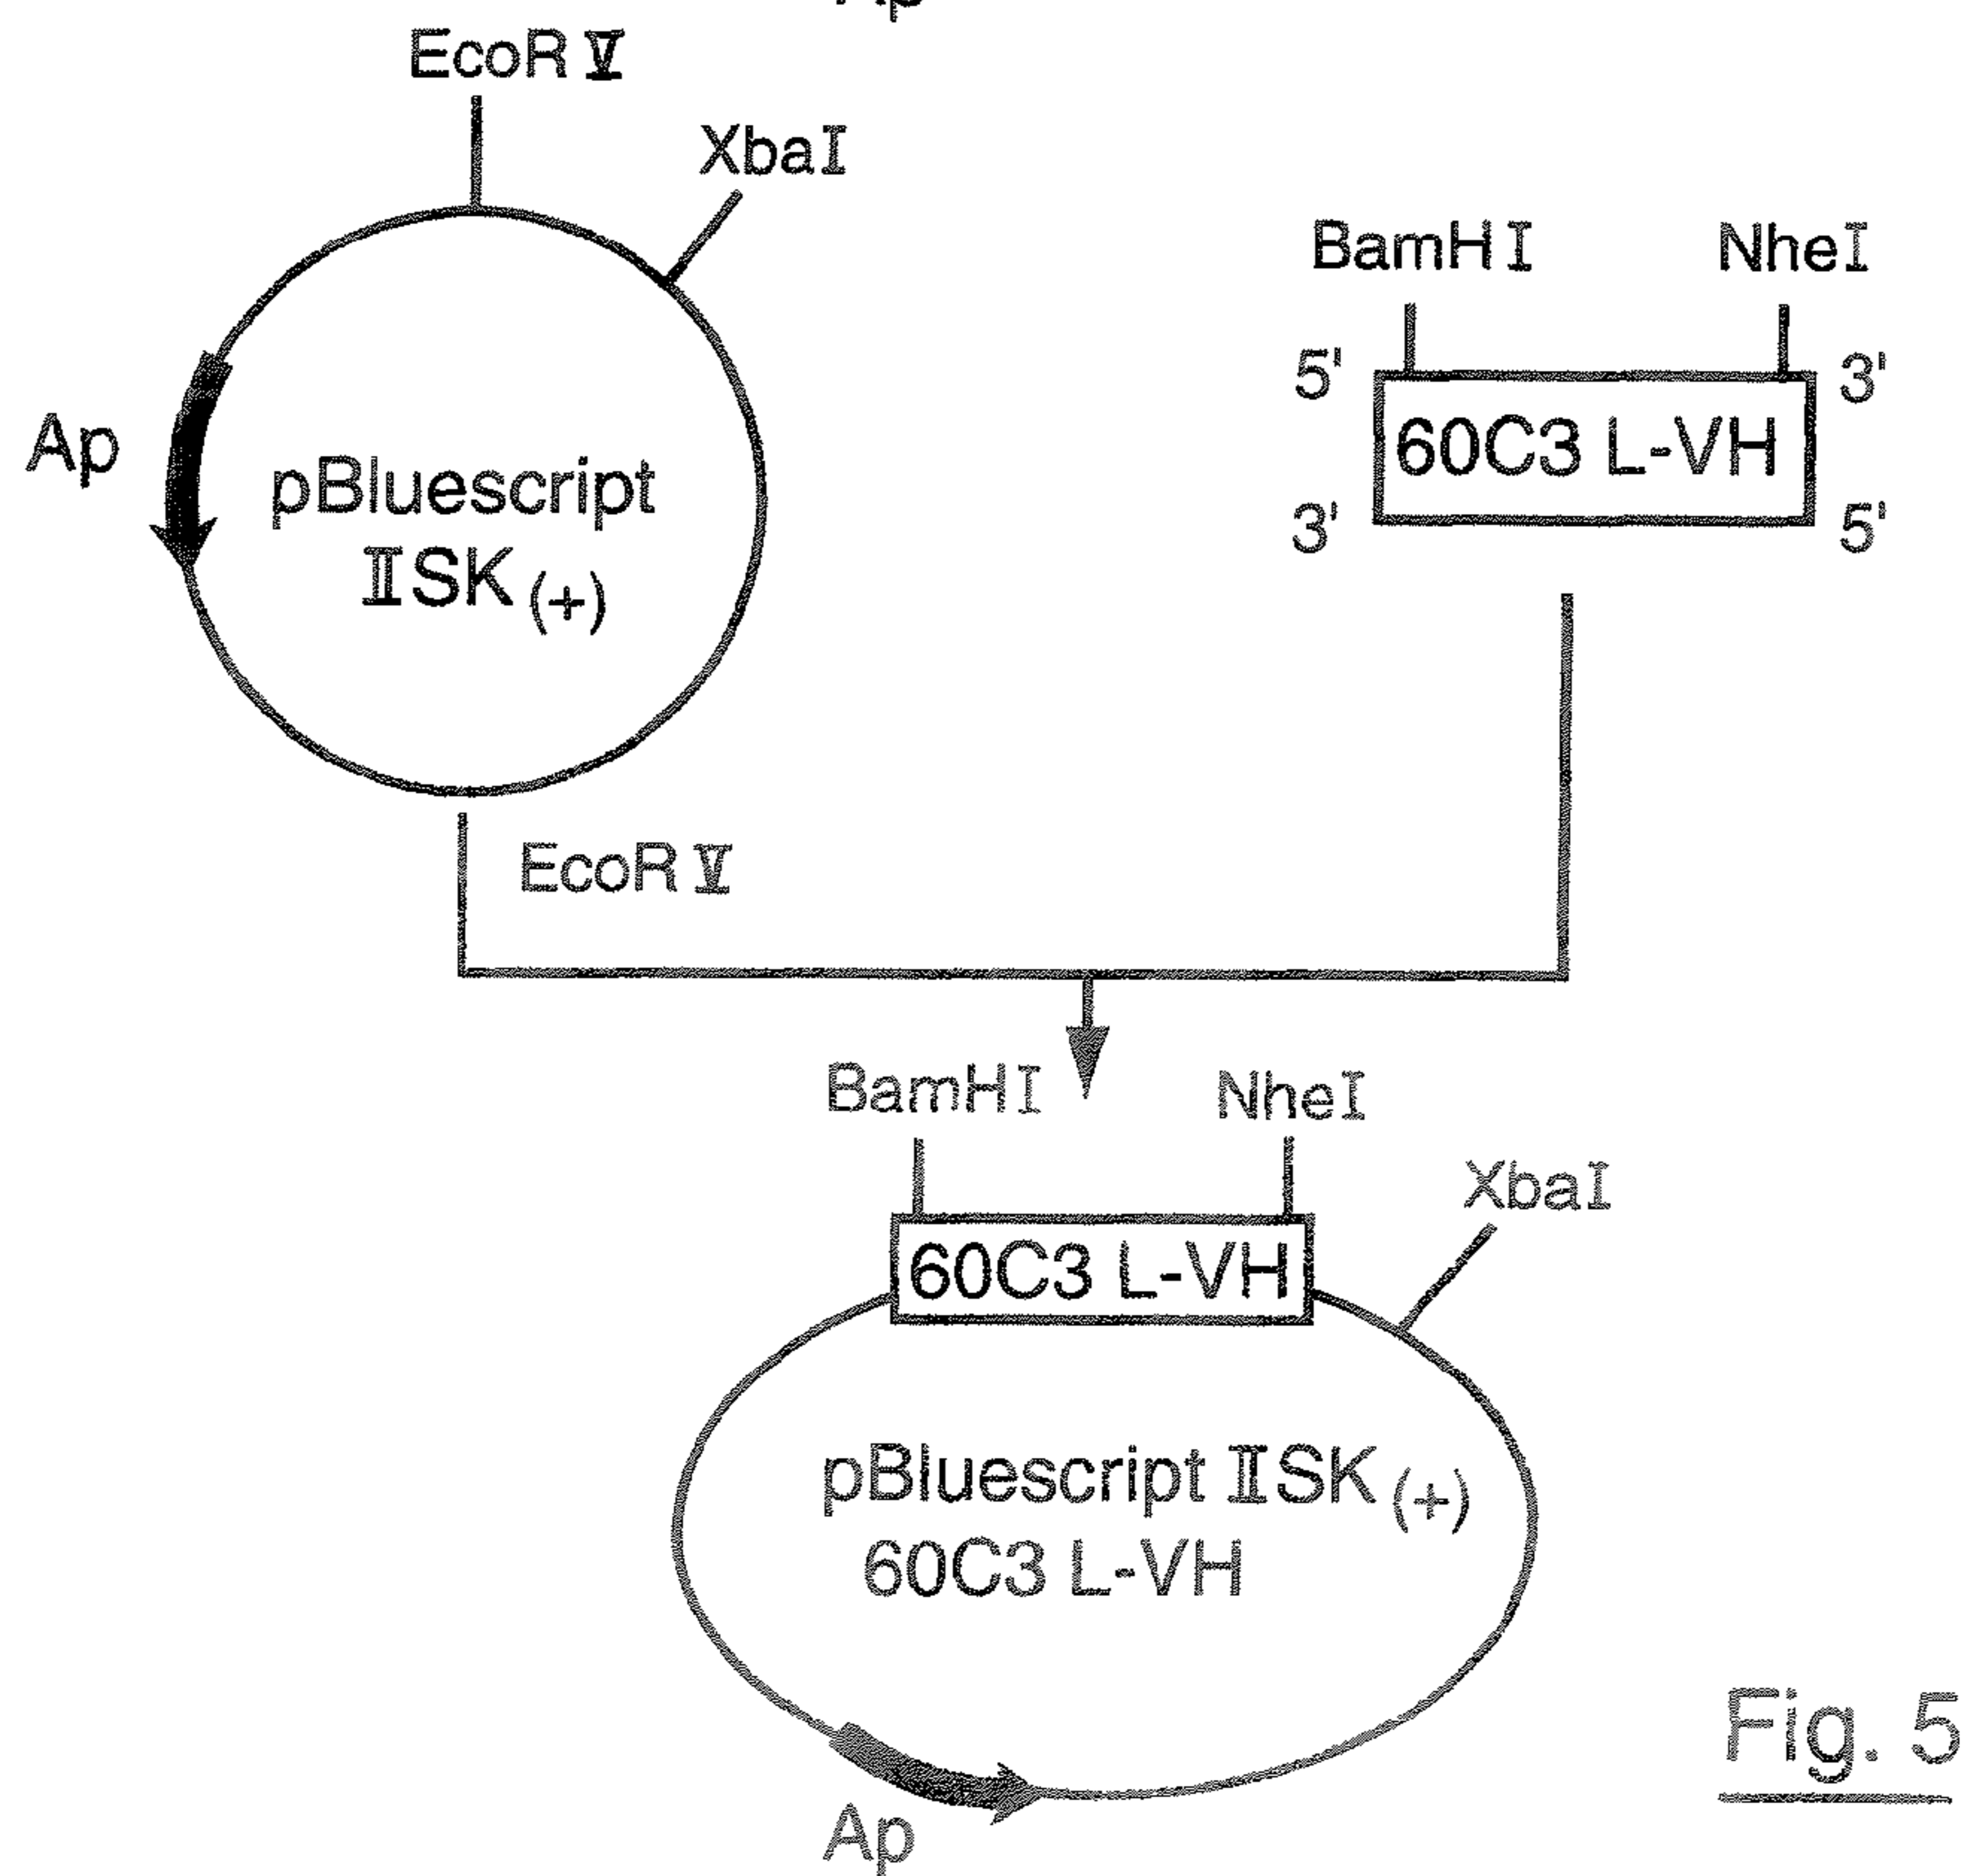 Ap
EcoR V
XbaI
BamH I
NheI
5'
3'
Ap
60C3 L-VH
pBluescript
IISK (+)
3'
5'
EcoR V
BamHI
NheI
XbaI
60C3 L-VH
pBluescript IISK (+)
60C3 L-VH
Fig. 5
Ap